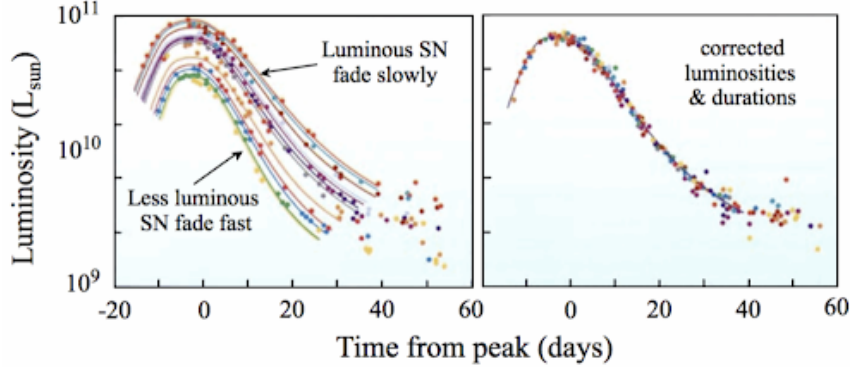 Luminosity (L_sun)
10^11
10^10
10^9
Luminous SN
fade slowly
Less luminous
SN fade fast
-20
0
20
40
60
corrected
luminosities
& durations
0
20
40
60
Time from peak (days)